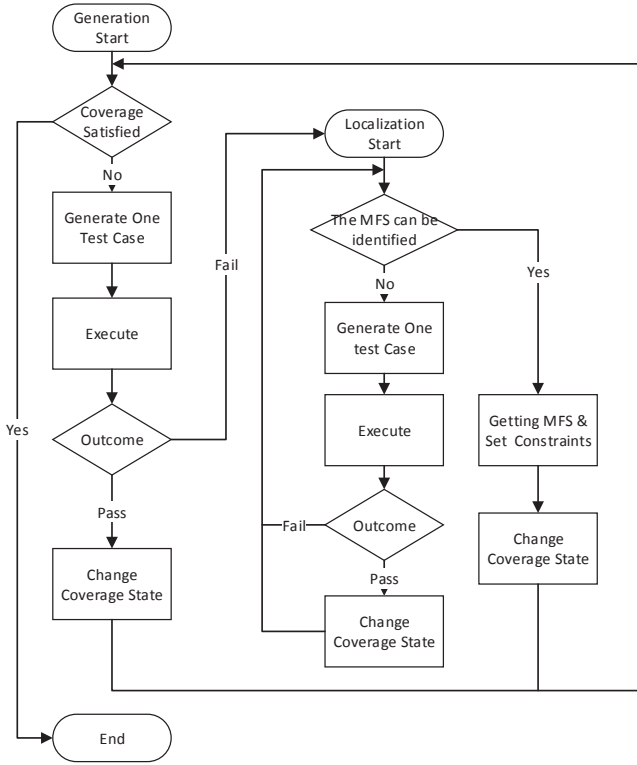 Generation
Start
Coverage
Satisfied
No
Generate One
Test Case
Execute
Outcome
Yes
Fail
Pass
Change
Coverage State
End
Localization
Start
The MFS can be
identified
No
Yes
Generate One
test Case
Execute
Outcome
Fail
Pass
Change
Coverage State
Getting MFS &
Set Constraints
Change
Coverage State